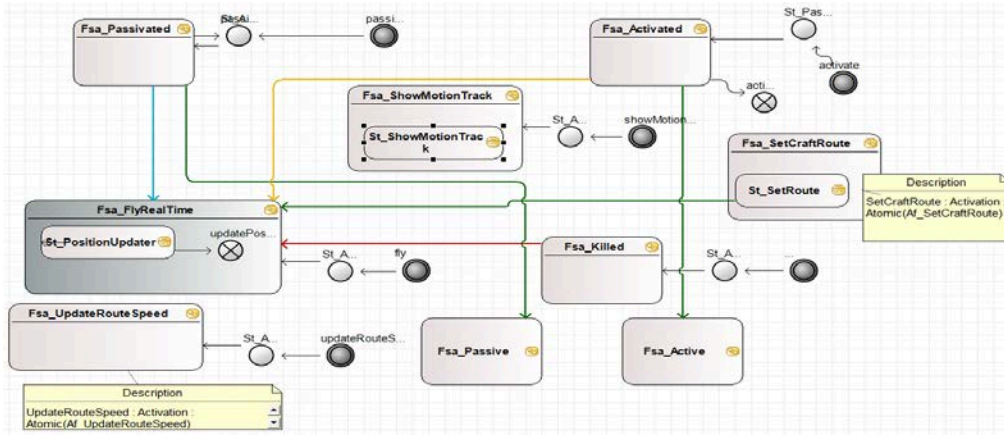 Fsa_Passivated
St_A...
passi...
Fsa_Activated
St_Pas...
activate
acti...
Fsa_ShowMotionTrack
St_ShowMotionTrac
k
St_A...
showMotion...
Fsa_SetCraftRoute
St_SetRoute
Description
SetCraftRoute : Activation
Atomic(Af_SetCraftRoute)
Fsa_FlyRealTime
St_PositionUpdater
updatePos...
St_A...
fly
Fsa_Killed
St_A...
...
Fsa_UpdateRouteSpeed
St_A...
updateRouteS...
Fsa_Passive
Fsa_Active
Description
UpdateRouteSpeed : Activation :
Atomic(Af_UpdateRouteSpeed)